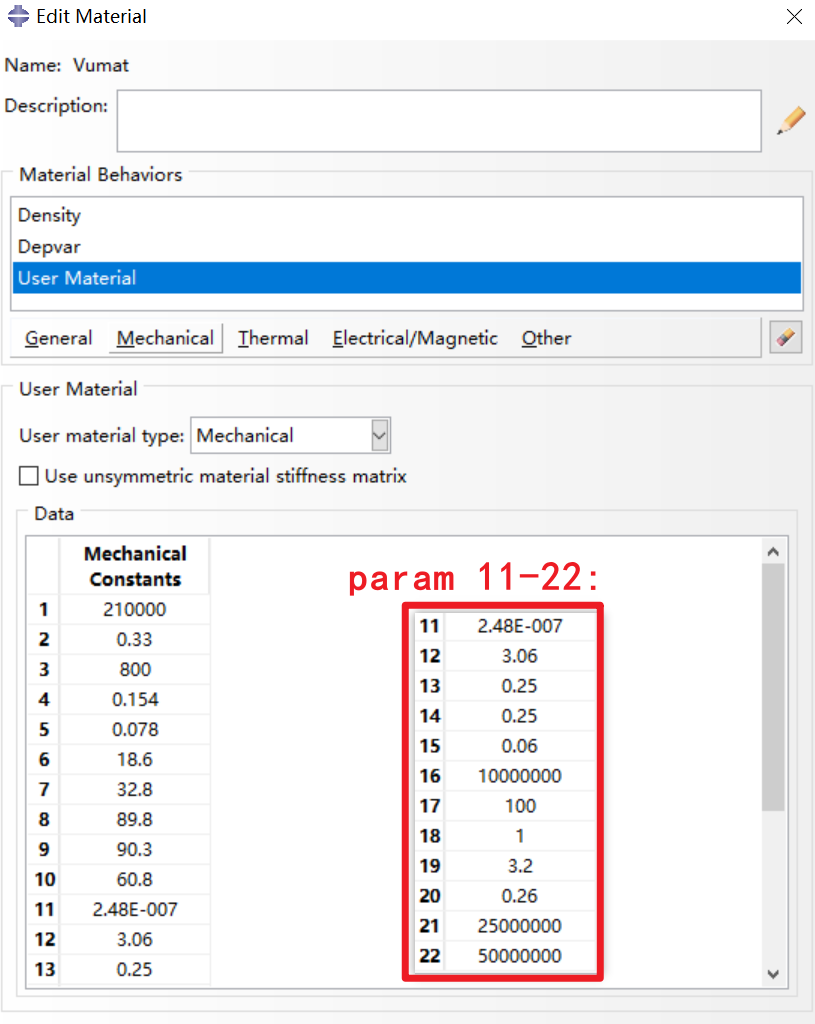 Edit Material
Name: Vumat
Description:
Material Behaviors
Density
Depvar
User Material
General Mechanical Thermal Electrical/Magnetic Other
User Material
User material type: Mechanical
Use unsymmetric material stiffness matrix
Data
Mechanical
Constants
1 210000
2 0.33
3 800
4 0.154
5 0.078
6 18.6
7 32.8
8 89.8
9 90.3
10 60.8
11 2.48E-007
12 3.06
13 0.25
param 11-22:
11 2.48E-007
12 3.06
13 0.25
14 0.25
15 0.06
16 10000000
17 100
18 1
19 3.2
20 0.26
21 25000000
22 50000000